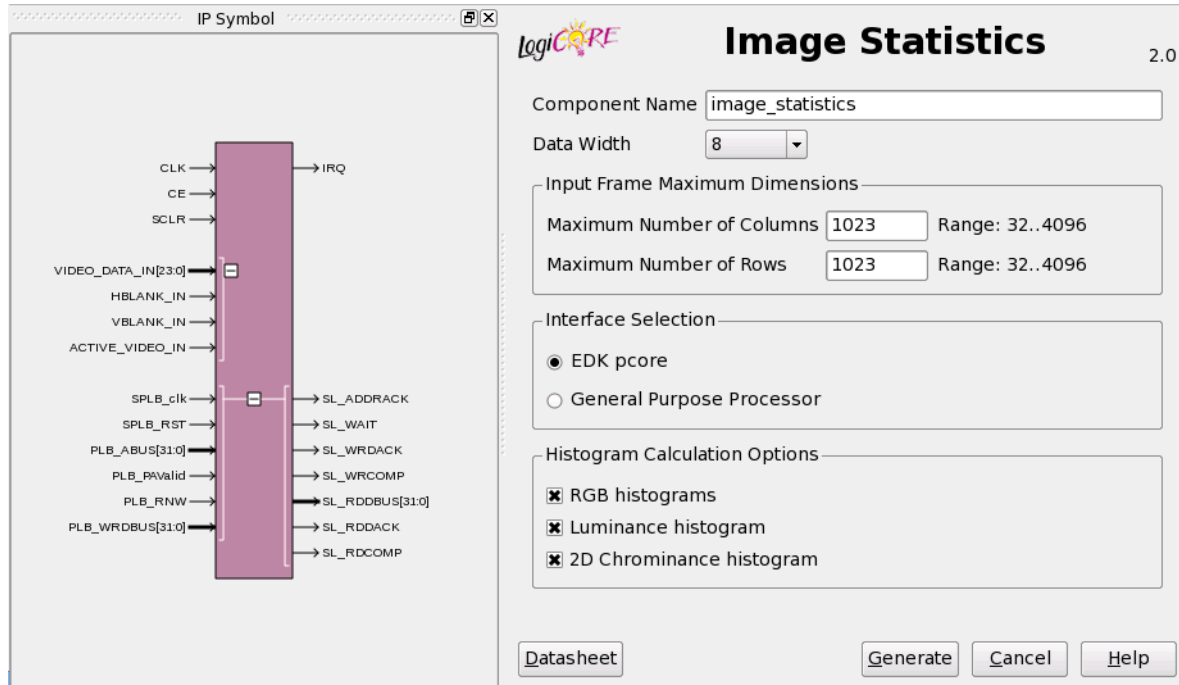 IP Symbol
CLK
CE
SCLR
VIDEO_DATA_IN[23:0]
HBLANK_IN
VBLANK_IN
ACTIVE_VIDEO_IN
SPLB_clk
SPLB_RST
PLB_ABUS[31:0]
PLB_PAValid
PLB_RNW
PLB_WRDBUS[31:0]
IRQ
SL_ADDRACK
SL_WAIT
SL_WRDACK
SL_WRCOMP
SL_RDDBUS[31:0]
SL_RDDACK
SL_RDCOMP
LogiCORE
Image Statistics
2.0
Component Name image_statistics
Data Width 8
Input Frame Maximum Dimensions
Maximum Number of Columns 1023 Range: 32..4096
Maximum Number of Rows 1023 Range: 32..4096
Interface Selection
EDK pcore
General Purpose Processor
Histogram Calculation Options
RGB histograms
Luminance histogram
2D Chrominance histogram
Datasheet Generate Cancel Help